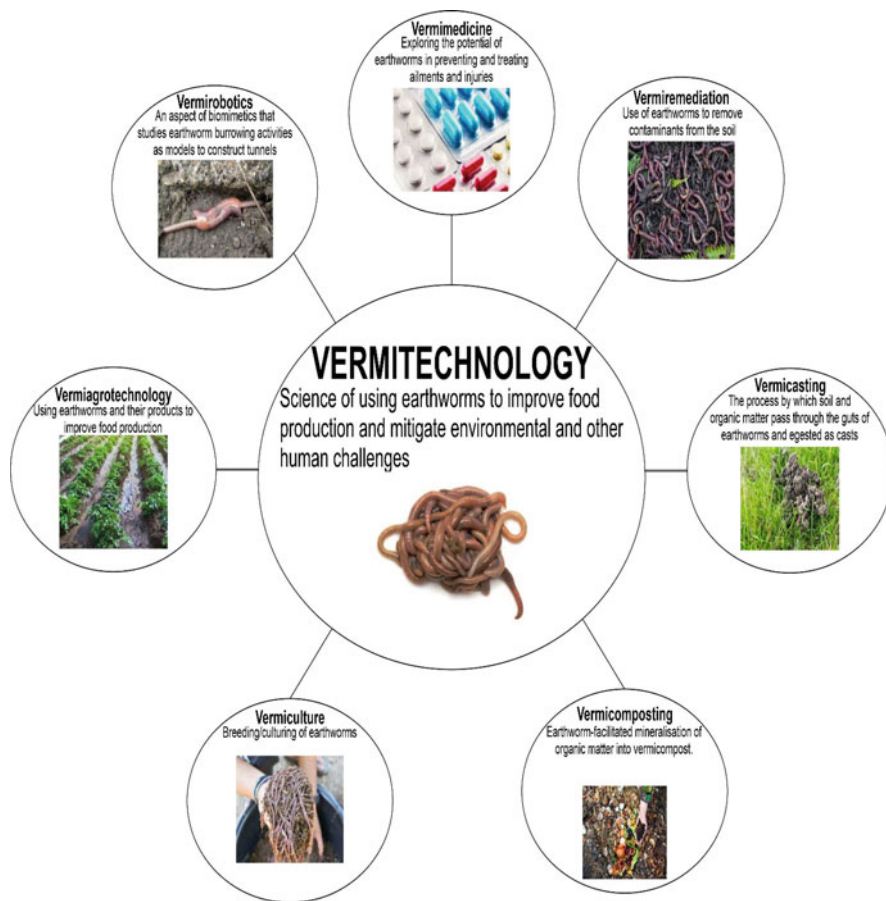 Vermimedicine
Exploring the potential of
earthworms in preventing and treating
ailments and injuries
Vermirobotics
An aspect of biomimetics that
studies earthworm burrowing activities
as models to construct tunnels
Vermiremediation
Use of earthworms to remove
contaminants from the soil
VERMITECHNOLOGY
Science of using earthworms to improve food
production and mitigate environmental and other
human challenges
Vermiagrotechnology
Using earthworms and their products to
improve food production
Vermicasting
The process by which soil and
organic matter pass through the guts of
earthworms and egested as casts
Vermiculture
Breeding/culturing of earthworms
Vermicomposting
Earthworm-facilitated mineralisation of
organic matter into vermicompost.